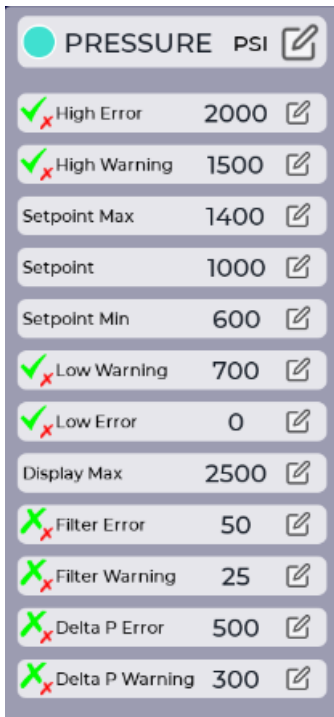 PRESSURE PSI
High Error 2000
High Warning 1500
Setpoint Max 1400
Setpoint 1000
Setpoint Min 600
Low Warning 700
Low Error 0
Display Max 2500
Filter Error 50
Filter Warning 25
Delta P Error 500
Delta P Warning 300